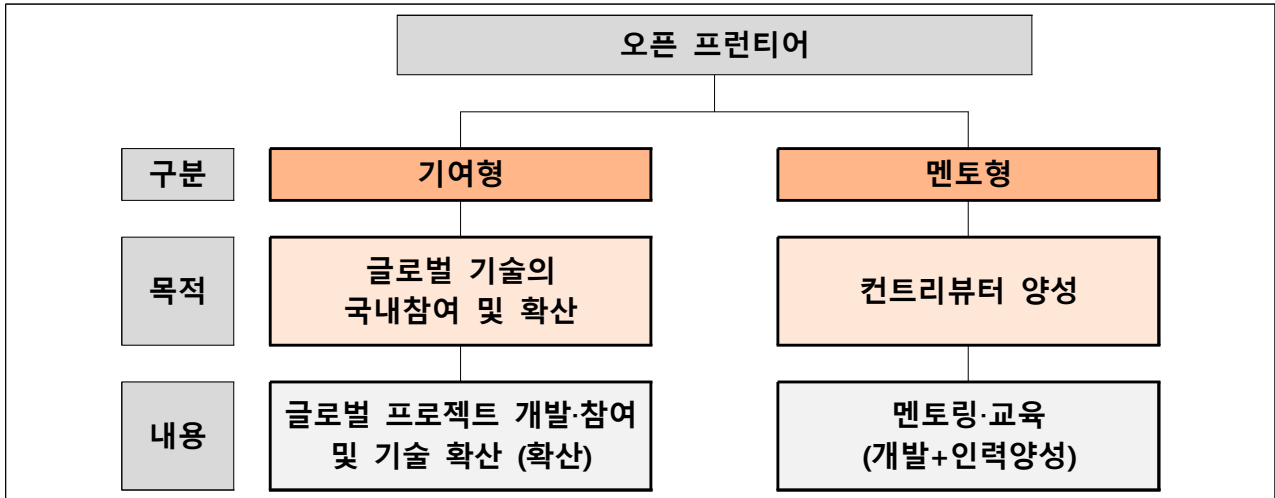 오픈 프런티어
구분
기여형
멘토형
목적
글로벌 기술의
국내참여 및 확산
컨트리뷰터 양성
내용
글로벌 프로젝트 개발·참여
및 기술 확산 (확산)
멘토링·교육
(개발+인력양성)